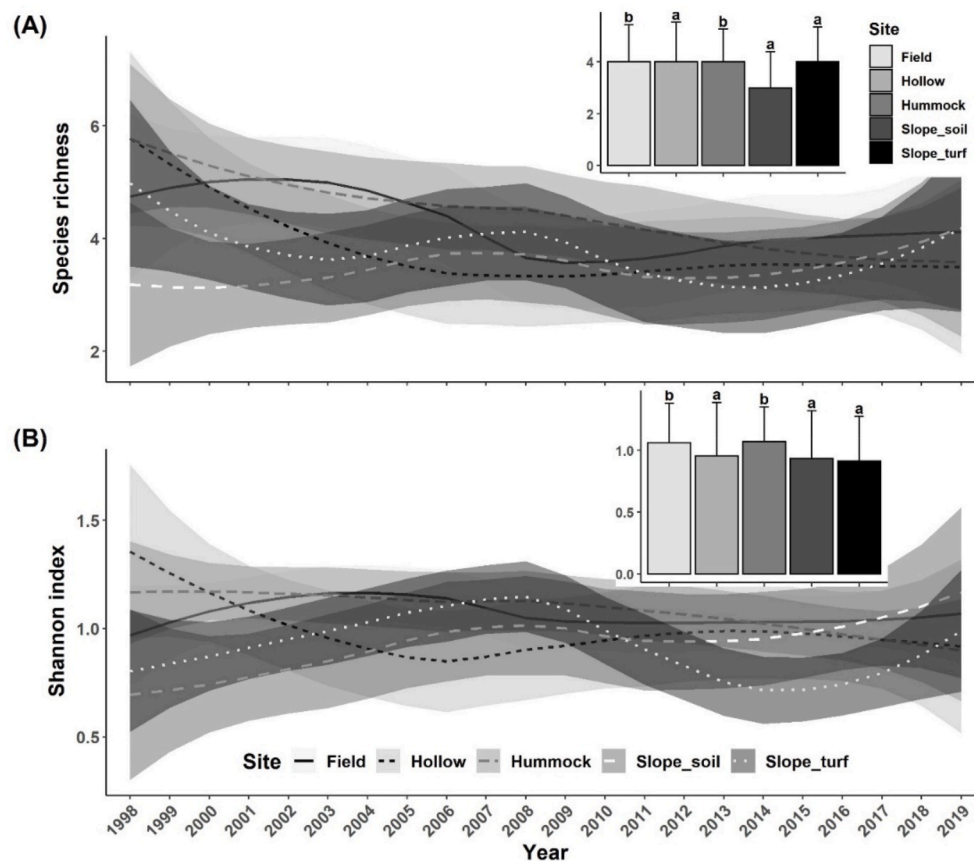 (A)
Species richness
6
4
2
b a b a a
4
2
0
Site
Field
Hollow
Hummock
Slope_soil
Slope_turf
(B)
Shannon index
1.5
1.0
0.5
b a b a a
1.0
0.5
0.0
Site Field Hollow Hummock Slope_soil Slope_turf
1998 1999 2000 2001 2002 2003 2004 2005 2006 2007 2008 2009 2010 2011 2012 2013 2014 2015 2016 2017 2018 2019
Year